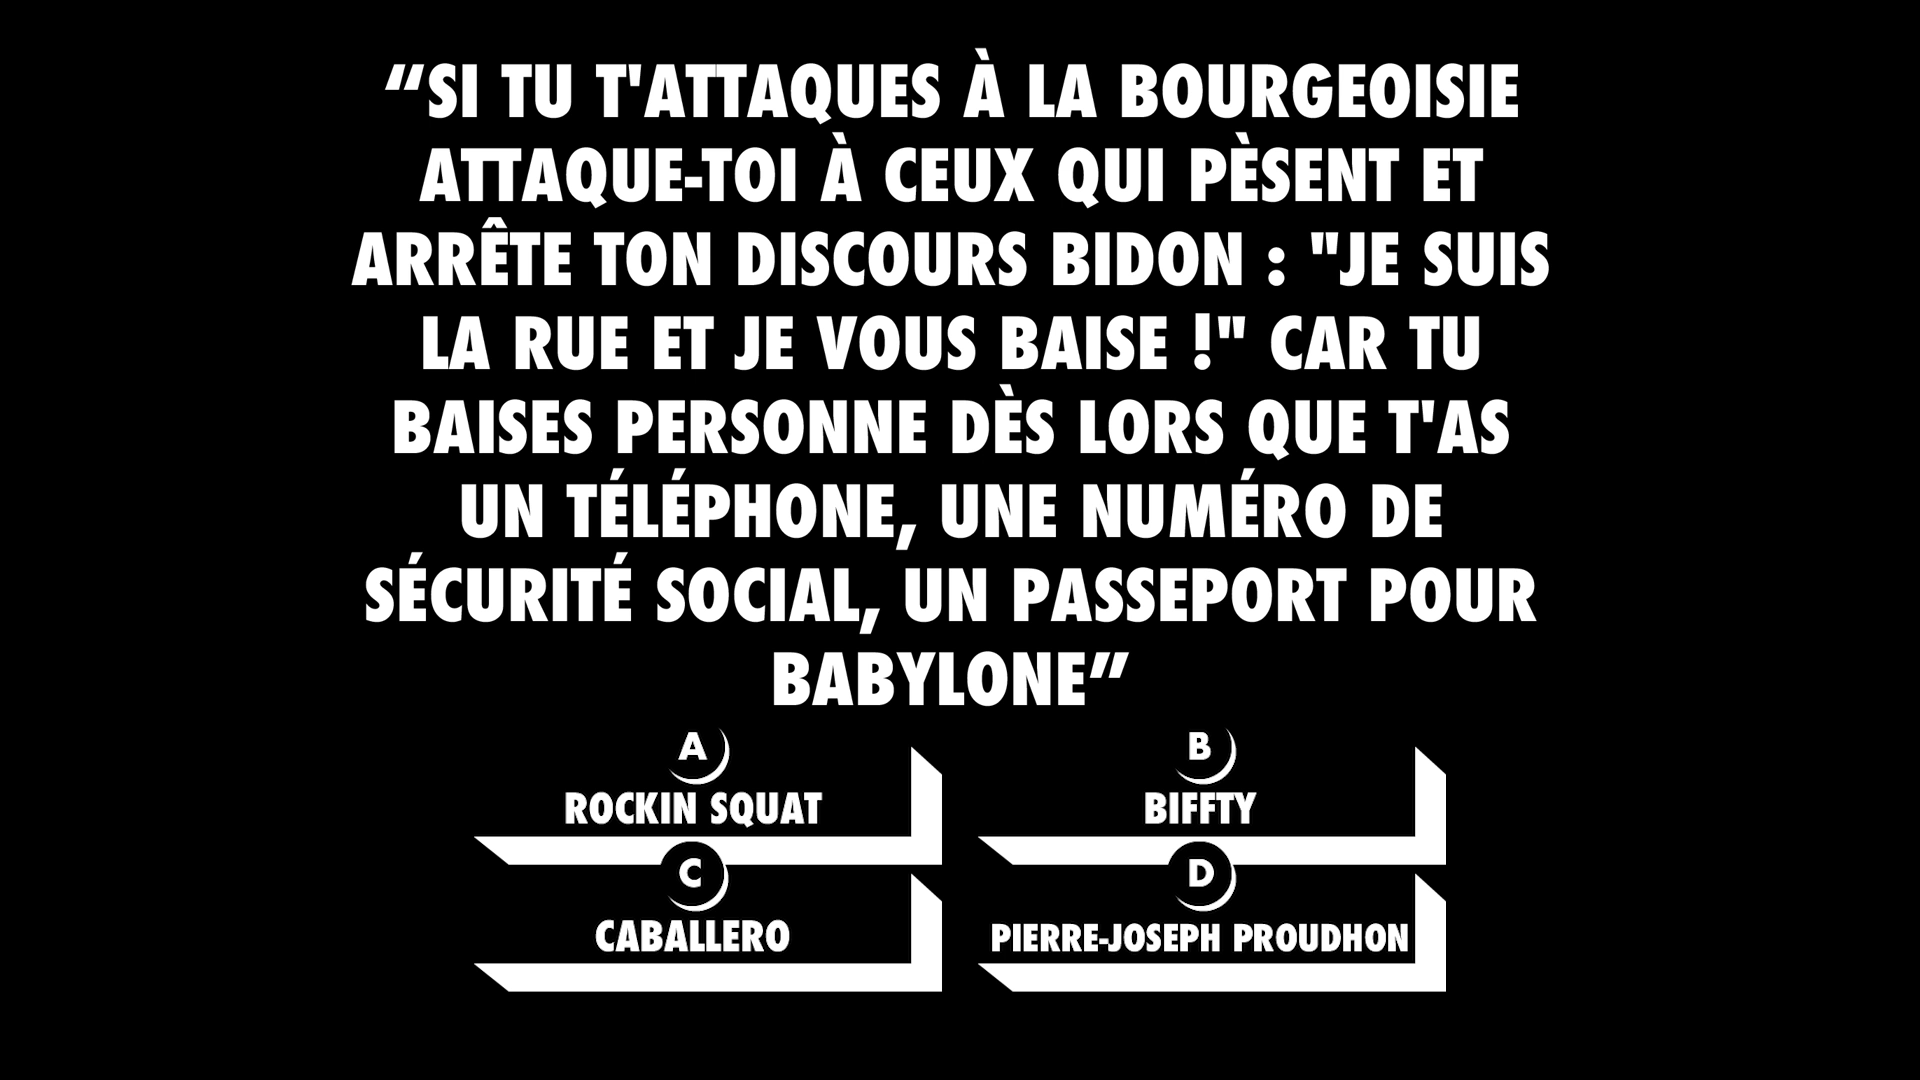 “SI TU T'ATTAQUES À LA BOURGEOISIE
ATTAQUE-TOI À CEUX QUI PÈSENT ET
ARRÊTE TON DISCOURS BIDON : "JE SUIS
LA RUE ET JE VOUS BAISE !" CAR TU
BAISES PERSONNE DÈS LORS QUE T'AS
UN TÉLÉPHONE, UNE NUMÉRO DE
SÉCURITÉ SOCIAL, UN PASSEPORT POUR
BABYLONE”
A
ROCKIN SQUAT
B
BIFFTY
C
CABALLERO
D
PIERRE-JOSEPH PROUDHON